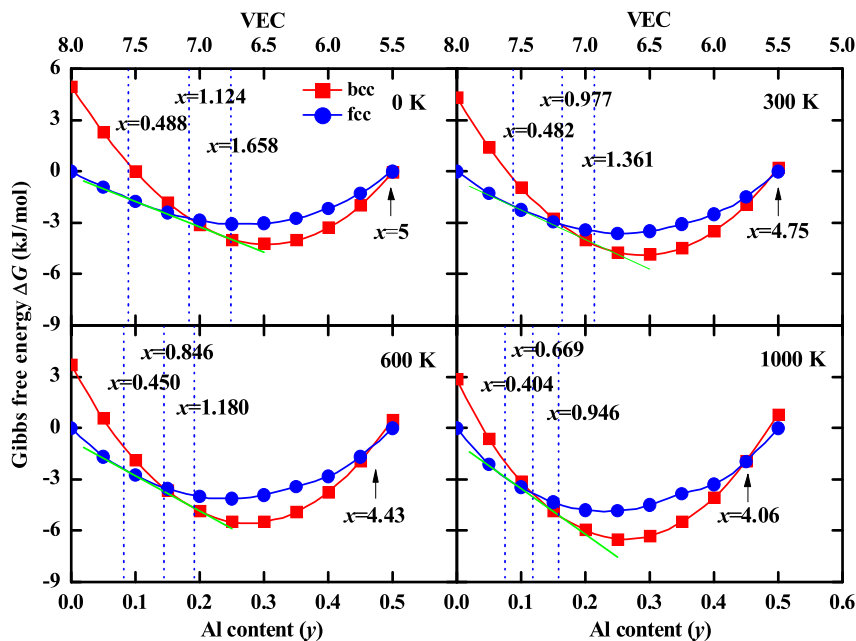 VEC
8.0 7.5 7.0 6.5 6.0 5.5 8.0 7.5 7.0 6.5 6.0 5.5 5.0
Gibbs free energy ΔG (kJ/mol)
6
3
0
-3
-6
-9
bcc
fcc
0 K
x=1.124
x=0.488
x=1.658
x=5
300 K
x=0.977
x=0.482
x=1.361
x=4.75
3
0
-3
-6
-9
600 K
x=0.846
x=0.450
x=1.180
x=4.43
1000 K
x=0.669
x=0.404
x=0.946
x=4.06
0.0 0.1 0.2 0.3 0.4 0.5 0.0 0.1 0.2 0.3 0.4 0.5 0.6
Al content (y) Al content (y)